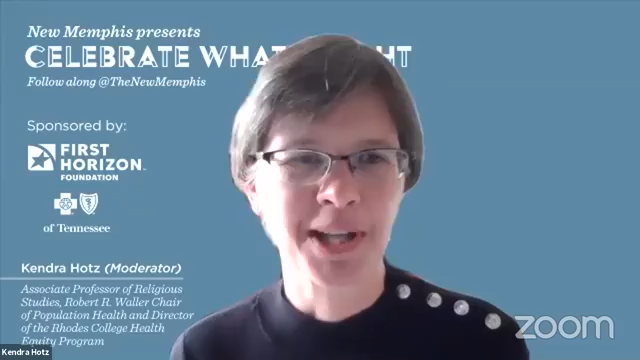 New Memphis presents
CELEBRATE WHA HT
Follow along @TheNewMemphis
Sponsored by:
FIRST
HORIZON
FOUNDATION
of Tennessee
Kendra Hotz (Moderator)
Associate Professor of Religious
Studies, Robert R. Waller Chair
of Population Health and Director
of the Rhodes College Health
Equity Program
Kendra Hotz
zoom